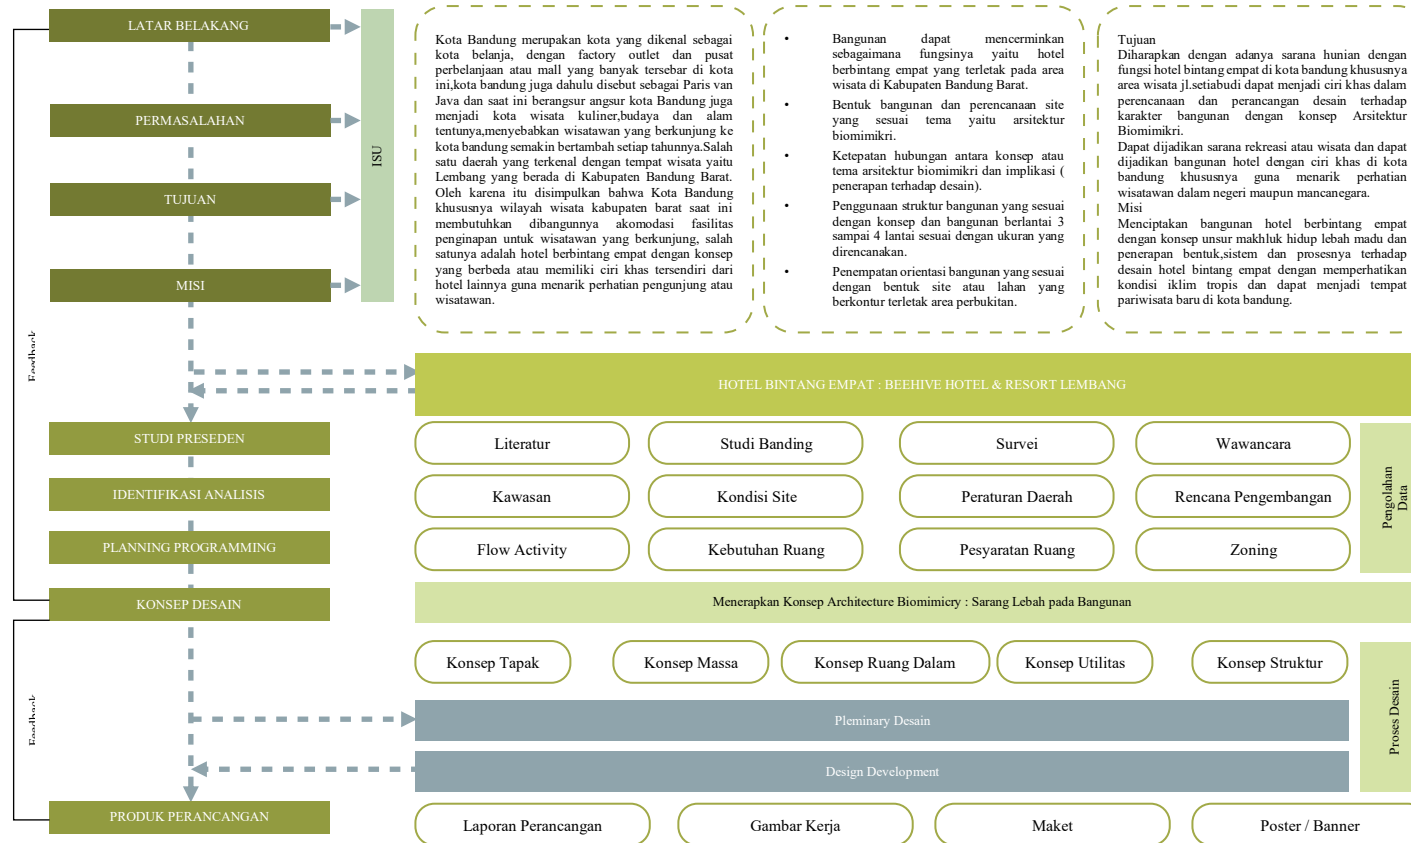 LATAR BELAKANG
PERMASALAHAN
TUJUAN
MISI
ISU
Kota Bandung merupakan kota yang dikenal sebagai
kota belanja, dengan factory outlet dan pusat
perbelanjaan atau mall yang banyak tersebar di kota
ini,kota bandung juga dahulu disebut sebagai Paris van
Java dan saat ini berangsur angsur kota Bandung juga
menjadi kota wisata kuliner,budaya dan alam
tentunya,menyebabkan wisatawan yang berkunjung ke
kota bandung semakin bertambah setiap tahunnya.Salah
satu daerah yang terkenal dengan tempat wisata yaitu
Lembang yang berada di Kabupaten Bandung Barat.
Oleh karena itu disimpulkan bahwa Kota Bandung
khususnya wilayah wisata kabupaten barat saat ini
membutuhkan dibangunnya akomodasi fasilitas
penginapan untuk wisatawan yang berkunjung, salah
satunya adalah hotel berbintang empat dengan konsep
yang berbeda atau memiliki ciri khas tersendiri dari
hotel lainnya guna menarik perhatian pengunjung atau
wisatawan.
• Bangunan dapat mencerminkan
sebagaimana fungsinya yaitu hotel
berbintang empat yang terletak pada area
wisata di Kabupaten Bandung Barat.
• Bentuk bangunan dan perencanaan site
yang sesuai tema yaitu arsitektur
biomimikri.
• Ketepatan hubungan antara konsep atau
tema arsitektur biomimikri dan implikasi (
penerapan terhadap desain).
• Penggunaan struktur bangunan yang sesuai
dengan konsep dan bangunan berlantai 3
sampai 4 lantai sesuai dengan ukuran yang
direncanakan.
• Penempatan orientasi bangunan yang sesuai
dengan bentuk site atau lahan yang
berkontur terletak area perbukitan.
Tujuan
Diharapkan dengan adanya sarana hunian dengan
fungsi hotel bintang empat di kota bandung khususnya
area wisata jl.setiabudi dapat menjadi ciri khas dalam
perencanaan dan perancangan desain terhadap
karakter bangunan dengan konsep Arsitektur
Biomimikri.
Dapat dijadikan sarana rekreasi atau wisata dan dapat
dijadikan bangunan hotel dengan ciri khas di kota
bandung khususnya guna menarik perhatian
wisatawan dalam negeri maupun mancanegara.
Misi
Menciptakan bangunan hotel berbintang empat
dengan konsep unsur makhluk hidup lebah madu dan
penerapan bentuk,sistem dan prosesnya terhadap
desain hotel bintang empat dengan memperhatikan
kondisi iklim tropis dan dapat menjadi tempat
pariwisata baru di kota bandung.
Feedback
HOTEL BINTANG EMPAT : BEEHIVE HOTEL & RESORT LEMBANG
STUDI PRESEDEN
Literatur
Studi Banding
Survei
Wawancara
IDENTIFIKASI ANALISIS
Kawasan
Kondisi Site
Peraturan Daerah
Rencana Pengembangan
PLANNING PROGRAMMING
Flow Activity
Kebutuhan Ruang
Pesyaratan Ruang
Zoning
Pengolahan
Data
KONSEP DESAIN
Menerapkan Konsep Architecture Biomimicry : Sarang Lebah pada Bangunan
Konsep Tapak
Konsep Massa
Konsep Ruang Dalam
Konsep Utilitas
Konsep Struktur
Feedback
Pleminary Desain
Design Development
Proses Desain
PRODUK PERANCANGAN
Laporan Perancangan
Gambar Kerja
Maket
Poster / Banner